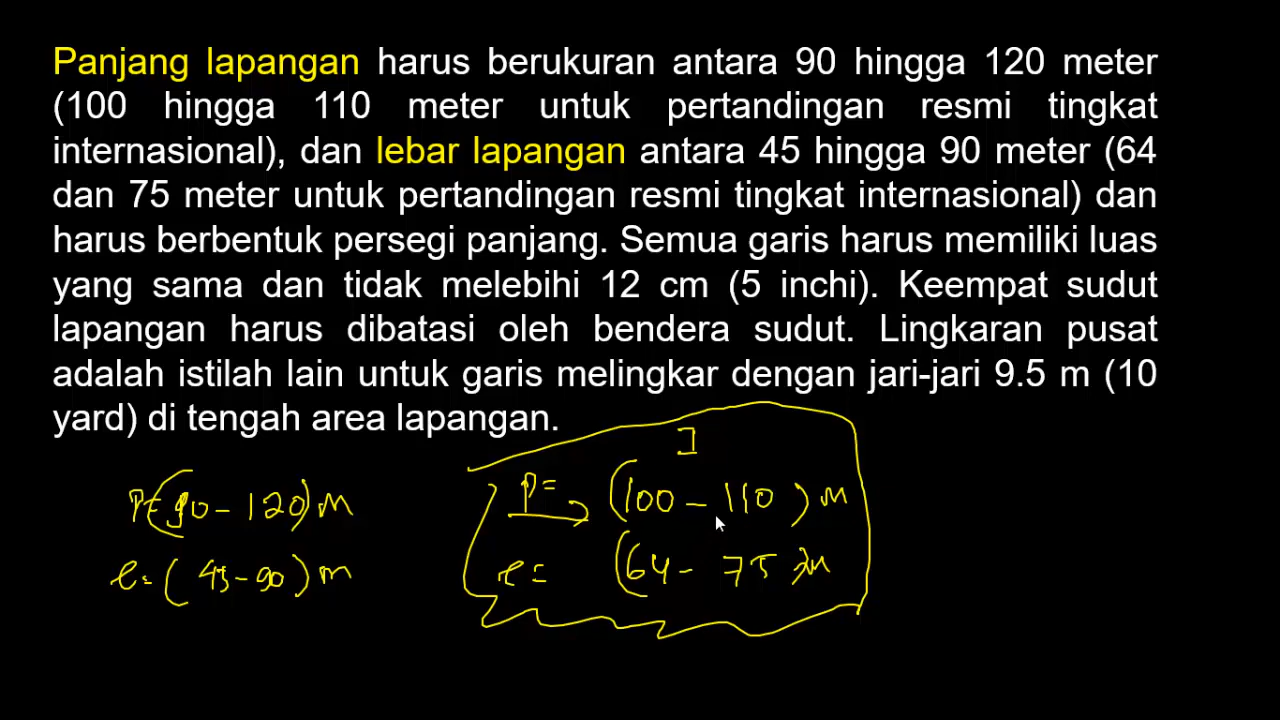 Panjang lapangan harus berukuran antara 90 hingga 120 meter
(100 hingga 110 meter untuk pertandingan resmi tingkat
internasional), dan lebar lapangan antara 45 hingga 90 meter (64
dan 75 meter untuk pertandingan resmi tingkat internasional) dan
harus berbentuk persegi panjang. Semua garis harus memiliki luas
yang sama dan tidak melebihi 12 cm (5 inchi). Keempat sudut
lapangan harus dibatasi oleh bendera sudut. Lingkaran pusat
adalah istilah lain untuk garis melingkar dengan jari-jari 9.5 m (10
yard) di tengah area lapangan.
I
P=(90-120)m
p= (100-110)m
l=(45-90)m
l= (64-75)m